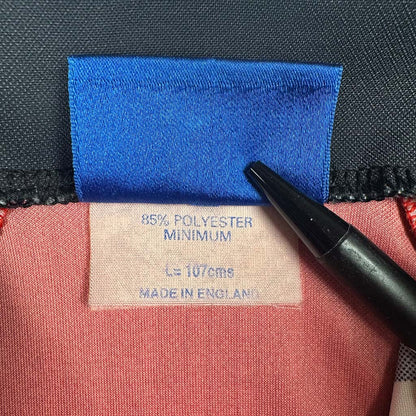 85% POLYESTER
MINIMUM
L= 107cms
MADE IN ENGLAND